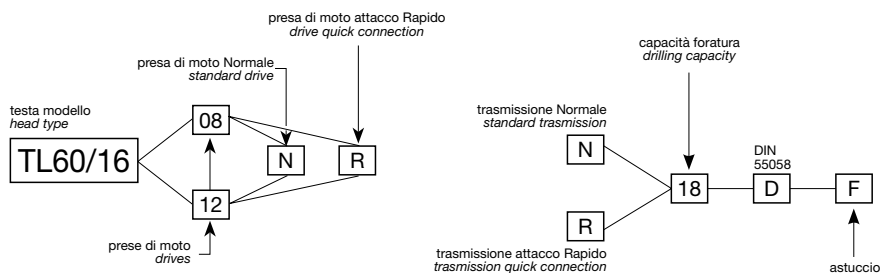 presa di moto attacco Rapido
drive quick connection
presa di moto Normale
standard drive
testa modello
head type
TL60/16
08
N
R
12
prese di moto
drives
capacità foratura
drilling capacity
trasmissione Normale
standard trasmission
N
DIN
55058
18
D
F
R
trasmissione attacco Rapido
trasmission quick connection
astuccio